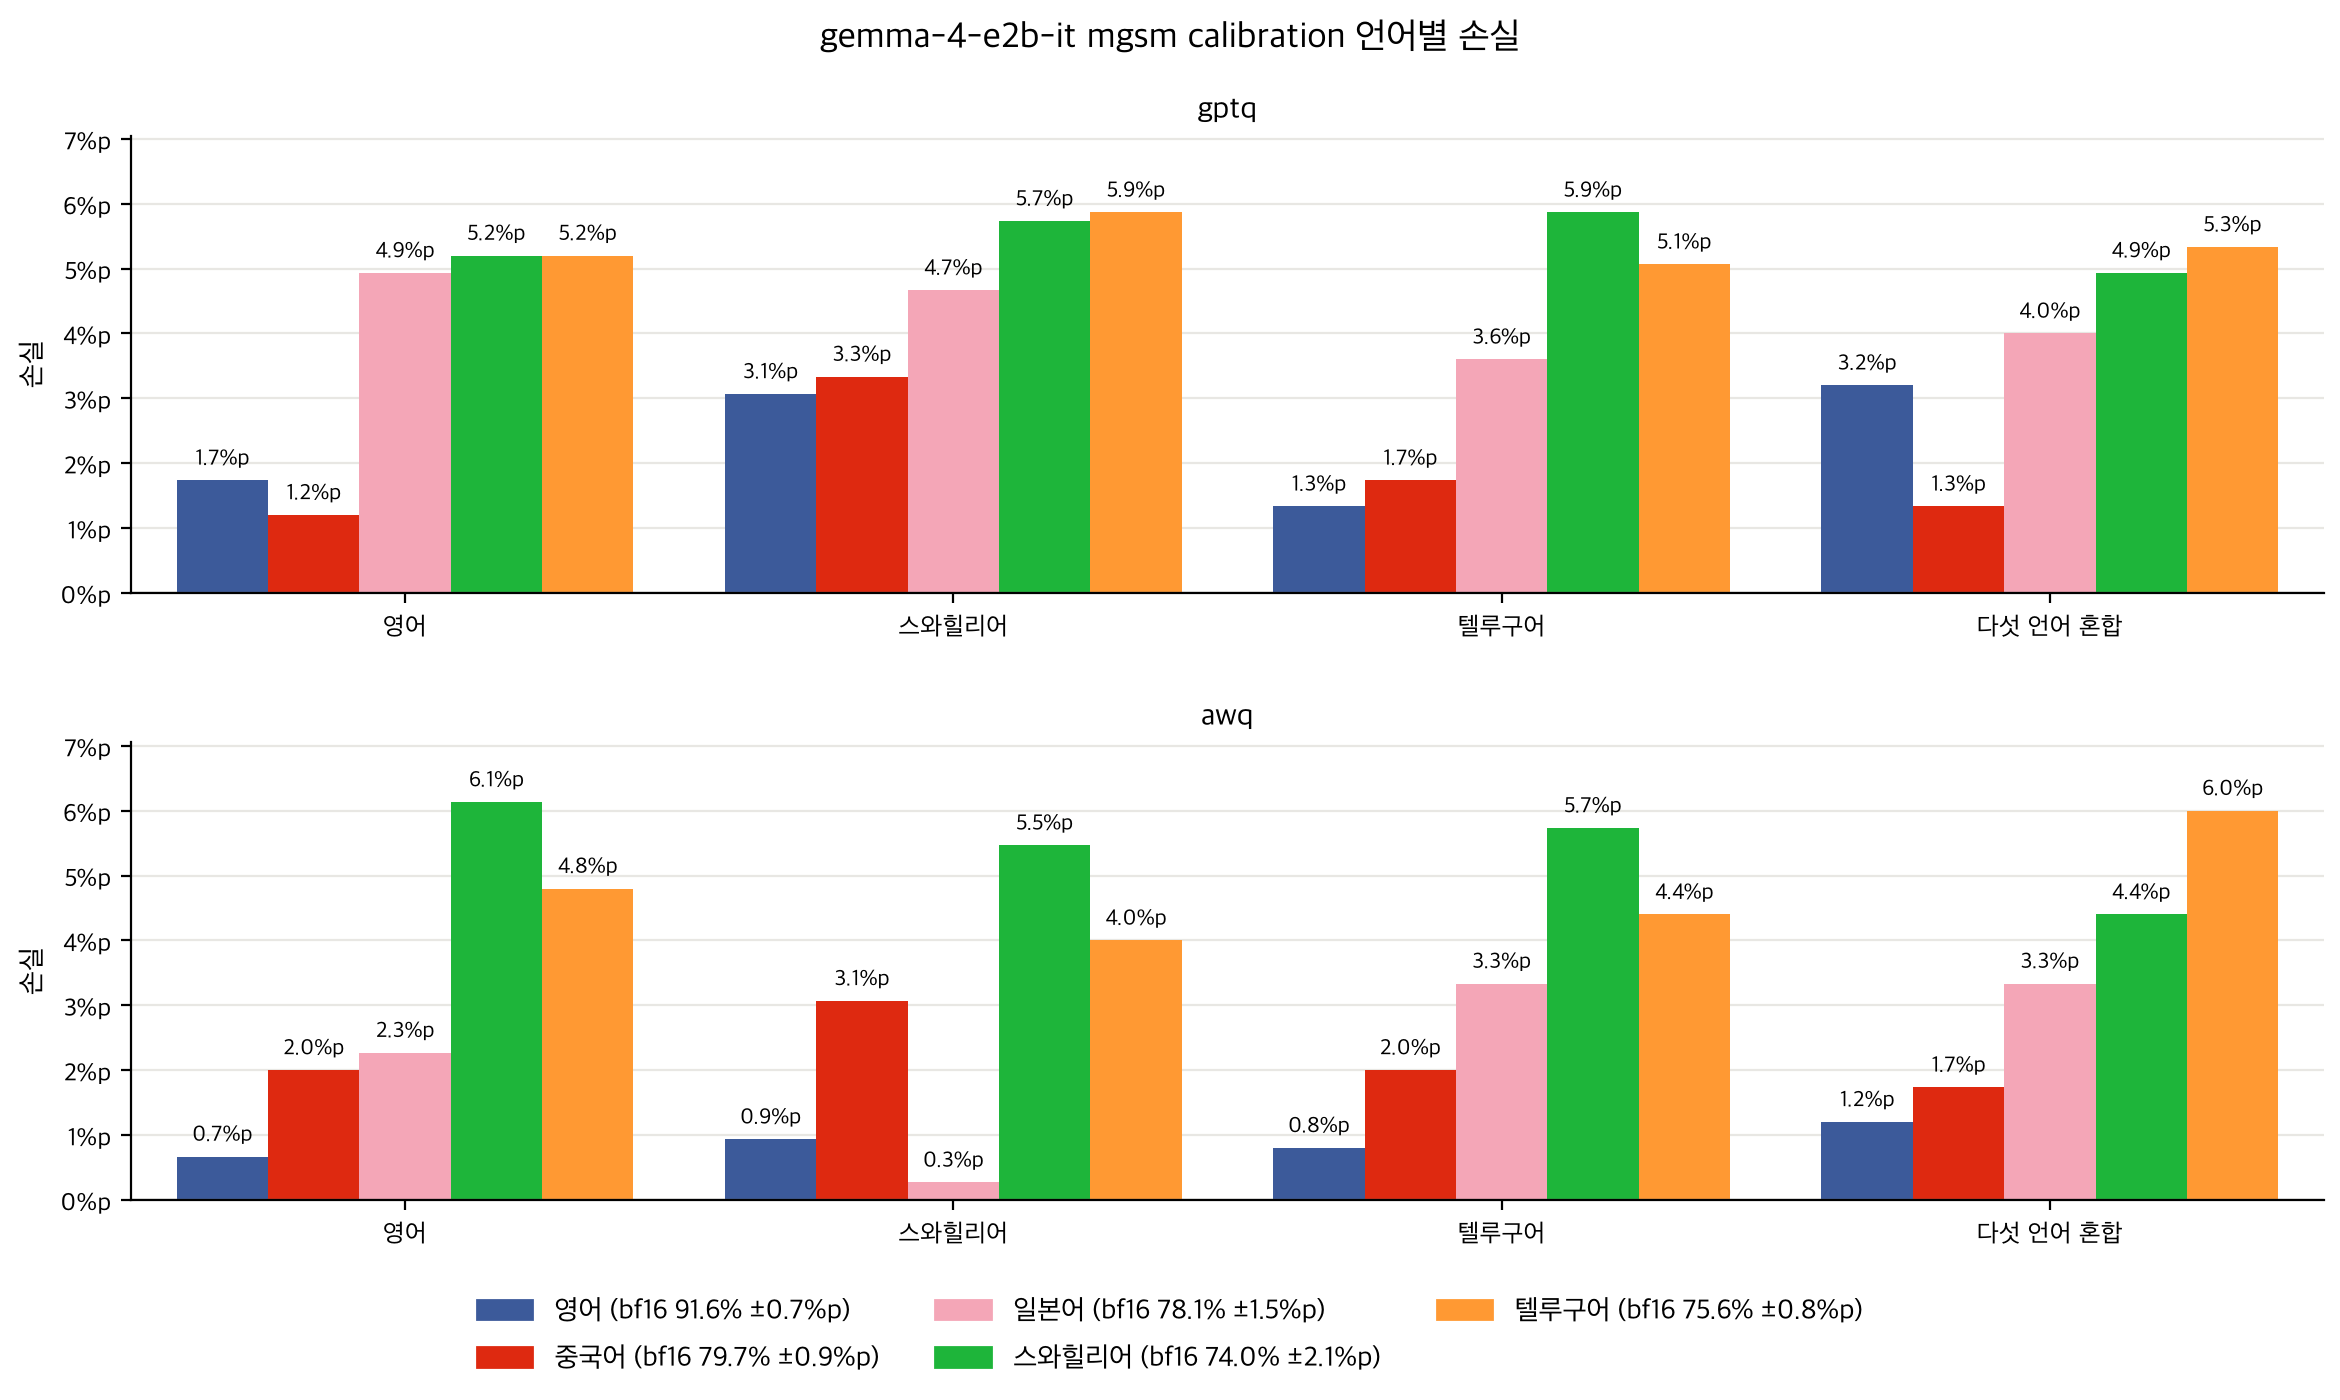 gemma-4-e2b-it mgsm calibration 언어별 손실
gptq
손실
7%p
6%p
5%p
4%p
3%p
2%p
1%p
0%p
1.7%p 1.2%p 4.9%p 5.2%p 5.2%p
3.1%p 3.3%p 4.7%p 5.7%p 5.9%p
1.3%p 1.7%p 3.6%p 5.9%p 5.1%p
3.2%p 1.3%p 4.0%p 4.9%p 5.3%p
영어 스와힐리어 텔루구어 다섯 언어 혼합
awq
손실
7%p
6%p
5%p
4%p
3%p
2%p
1%p
0%p
0.7%p 2.0%p 2.3%p 6.1%p 4.8%p
0.9%p 3.1%p 0.3%p 5.5%p 4.0%p
0.8%p 2.0%p 3.3%p 5.7%p 4.4%p
1.2%p 1.7%p 3.3%p 4.4%p 6.0%p
영어 스와힐리어 텔루구어 다섯 언어 혼합
영어 (bf16 91.6% ±0.7%p) 일본어 (bf16 78.1% ±1.5%p) 텔루구어 (bf16 75.6% ±0.8%p)
중국어 (bf16 79.7% ±0.9%p) 스와힐리어 (bf16 74.0% ±2.1%p)